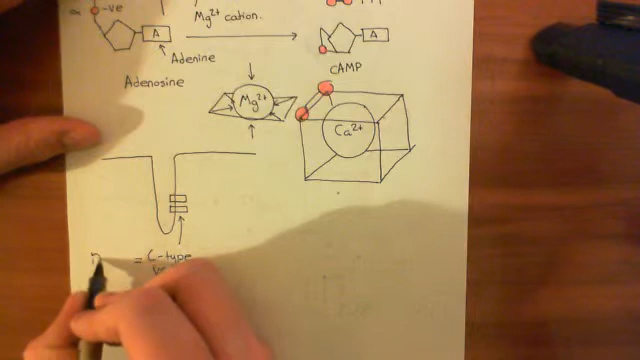 α -ve
A
Mg²⁺ cation.
A
Adenine
cAMP
Adenosine
Mg²⁺
Ca²⁺
= C-type